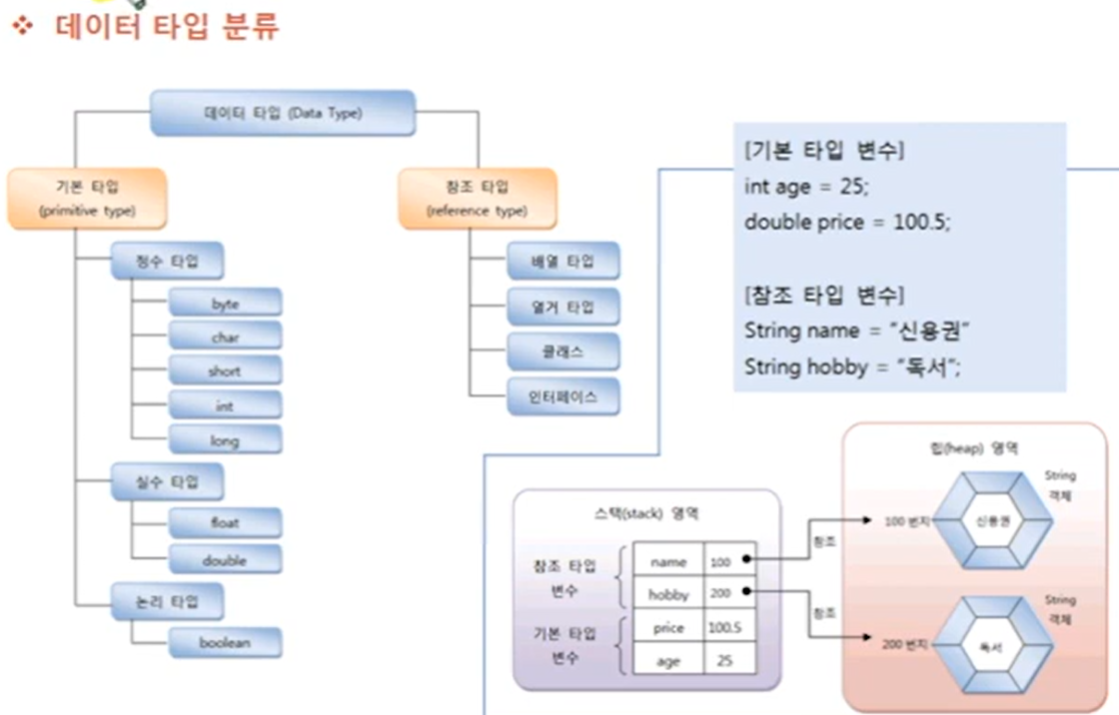 ❖ 데이터 타입 분류
데이터 타입 (Data Type)
기본 타입
(primitive type)
정수 타입
byte
char
short
int
long
실수 타입
float
double
논리 타입
boolean
참조 타입
(reference type)
배열 타입
열거 타입
클래스
인터페이스
[기본 타입 변수]
int age = 25;
double price = 100.5;
[참조 타입 변수]
String name = "신용권"
String hobby = "독서";
스택(stack) 영역
참조 타입
변수
name 100
hobby 200
기본 타입
변수
price 100.5
age 25
참조
참조
힙(heap) 영역
String
객체
100 번지
신용권
String
객체
200 번지
독서